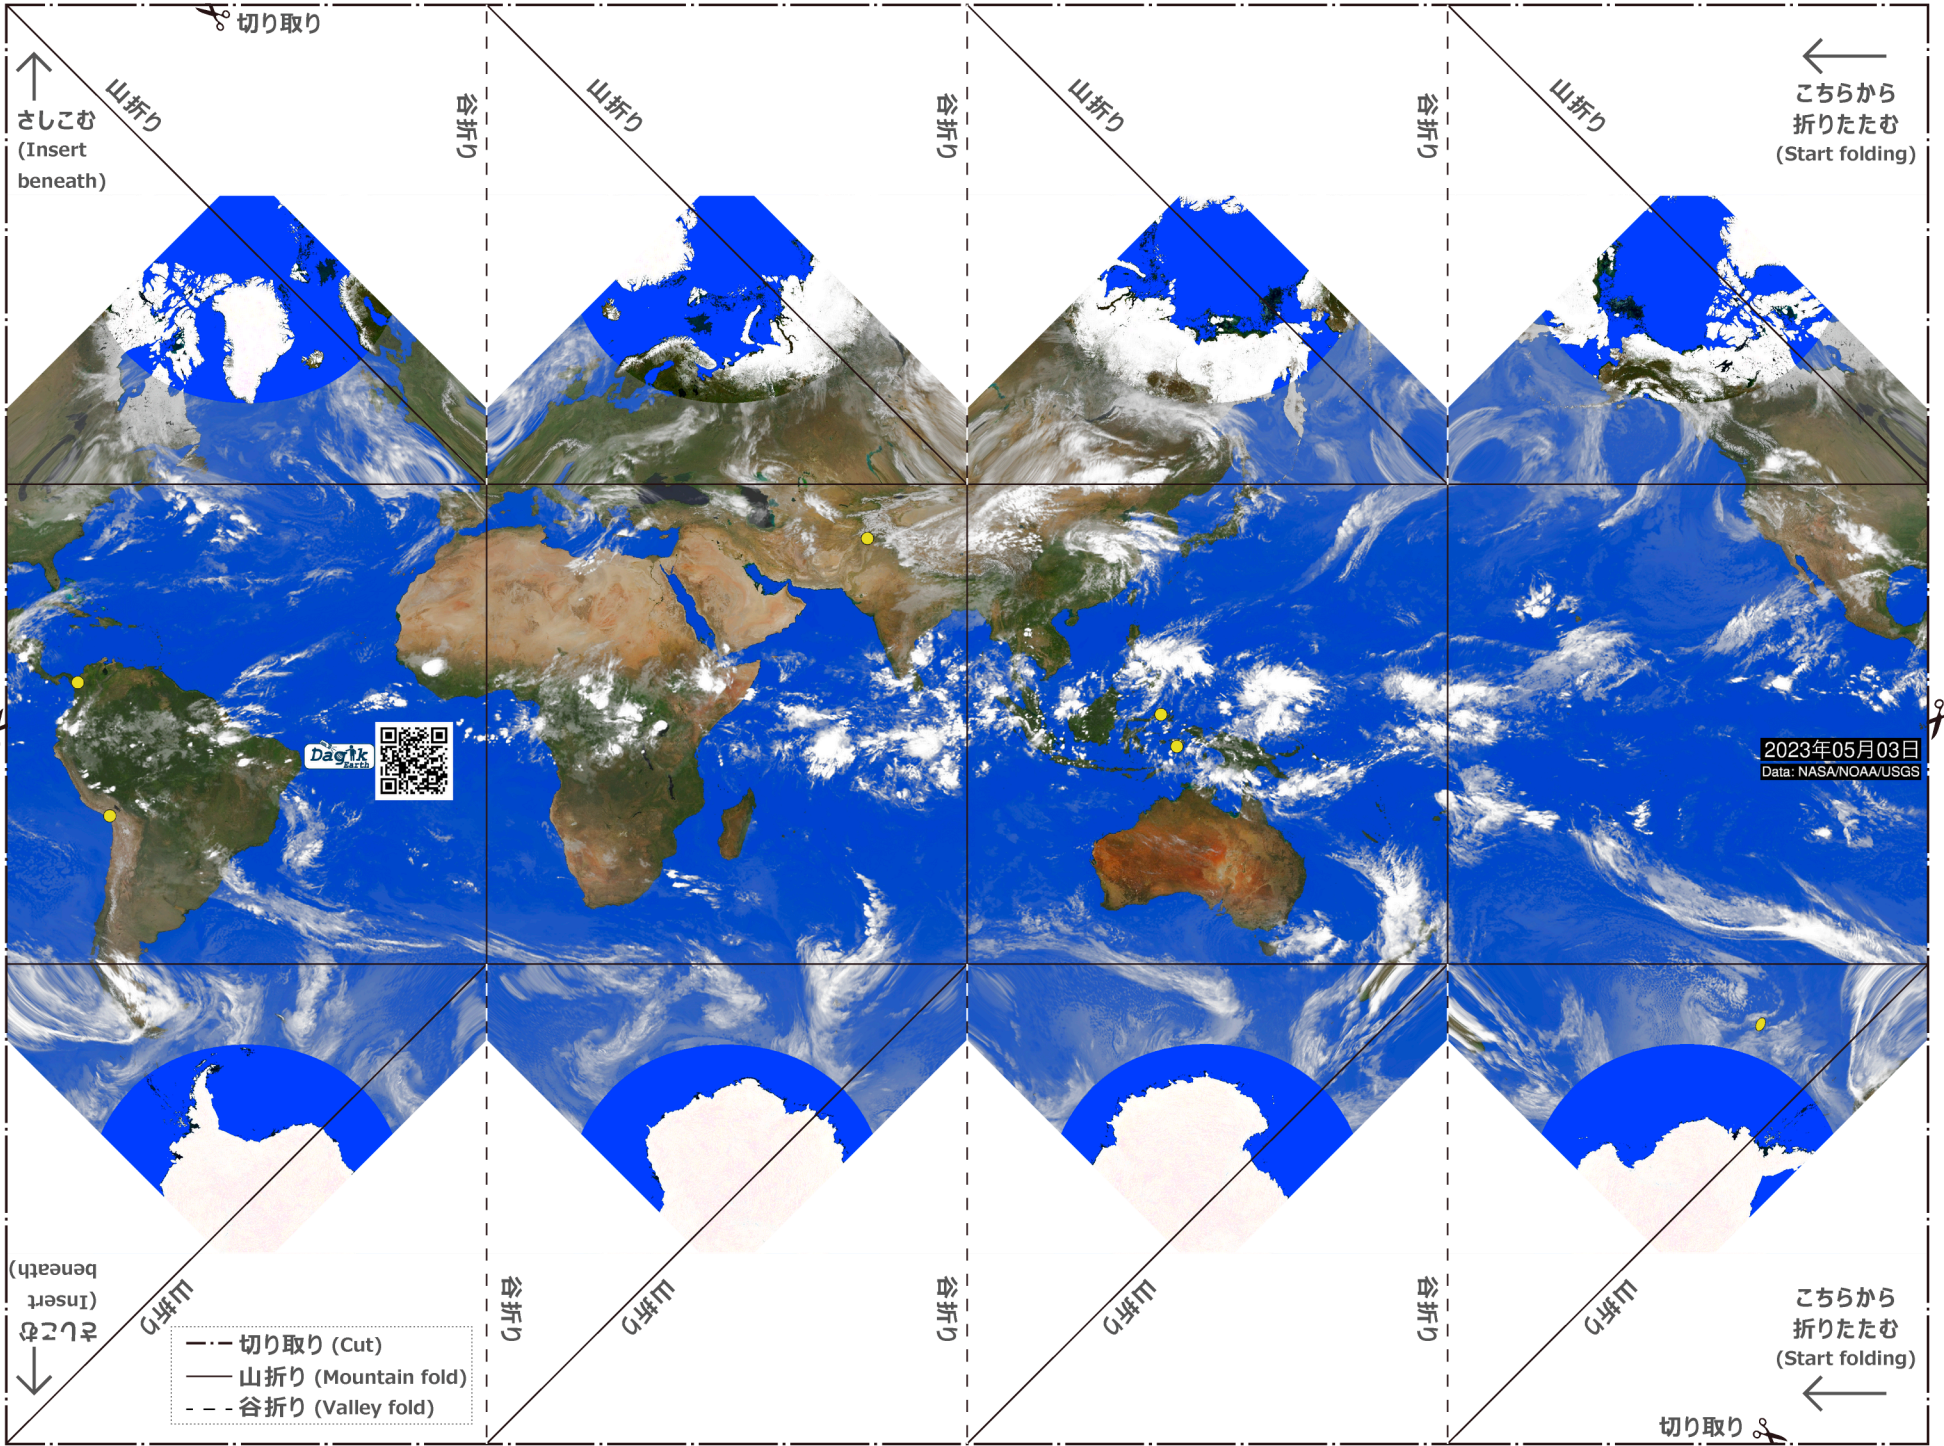 切り取り
山折り
谷折り
山折り
谷折り
山折り
谷折り
山折り
こちらから
折りたたむ
(Start folding)
さしこむ
(Insert
beneath)
Dagik
Earth
2023年05月03日
Data: NASA/NOAA/USGS
さしこむ
(Insert
beneath)
山折り
谷折り
山折り
谷折り
山折り
谷折り
山折り
こちらから
折りたたむ
(Start folding)
切り取り (Cut)
山折り (Mountain fold)
谷折り (Valley fold)
切り取り